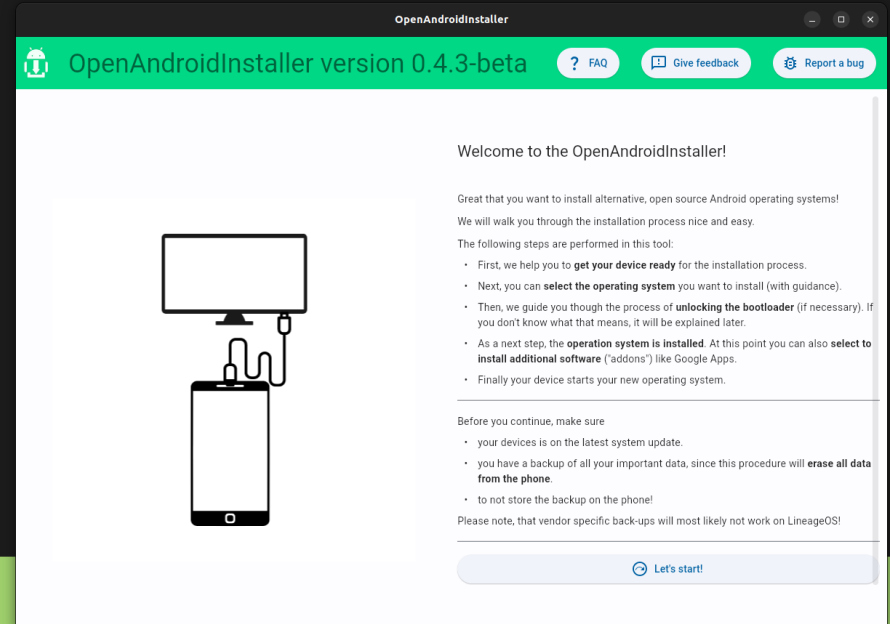 OpenAndroidInstaller
OpenAndroidInstaller version 0.4.3-beta
? FAQ
Give feedback
Report a bug
Welcome to the OpenAndroidInstaller!
Great that you want to install alternative, open source Android operating systems!
We will walk you through the installation process nice and easy.
The following steps are performed in this tool:
• First, we help you to get your device ready for the installation process.
• Next, you can select the operating system you want to install (with guidance).
• Then, we guide you though the process of unlocking the bootloader (if necessary). If
you don't know what that means, it will be explained later.
• As a next step, the operation system is installed. At this point you can also select to
install additional software ("addons") like Google Apps.
• Finally your device starts your new operating system.
Before you continue, make sure
• your devices is on the latest system update.
• you have a backup of all your important data, since this procedure will erase all data
from the phone.
• to not store the backup on the phone!
Please note, that vendor specific back-ups will most likely not work on LineageOS!
Let's start!